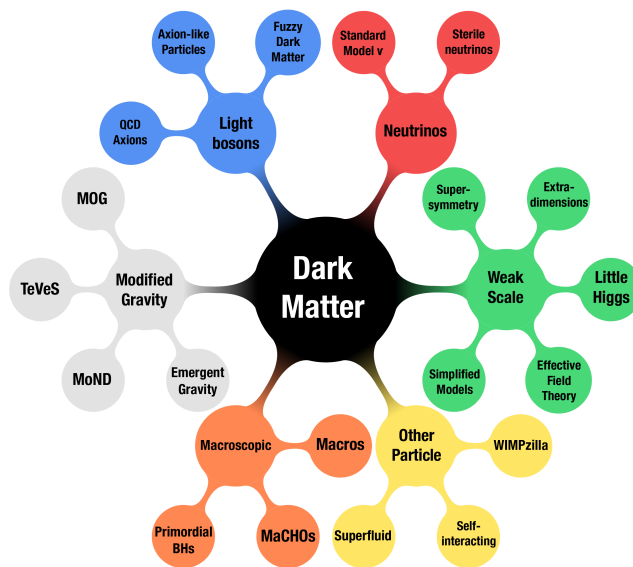 Axion-like
Particles
Fuzzy
Dark
Matter
QCD
Axions
Light
bosons
Standard
Model ν
Sterile
neutrinos
Neutrinos
MOG
TeVeS
Modified
Gravity
MoND
Emergent
Gravity
Dark
Matter
Super-
symmetry
Extra-
dimensions
Weak
Scale
Little
Higgs
Simplified
Models
Effective
Field
Theory
Macroscopic
Macros
Primordial
BHs
MaCHOs
Other
Particle
WIMPzilla
Superfluid
Self-
interacting